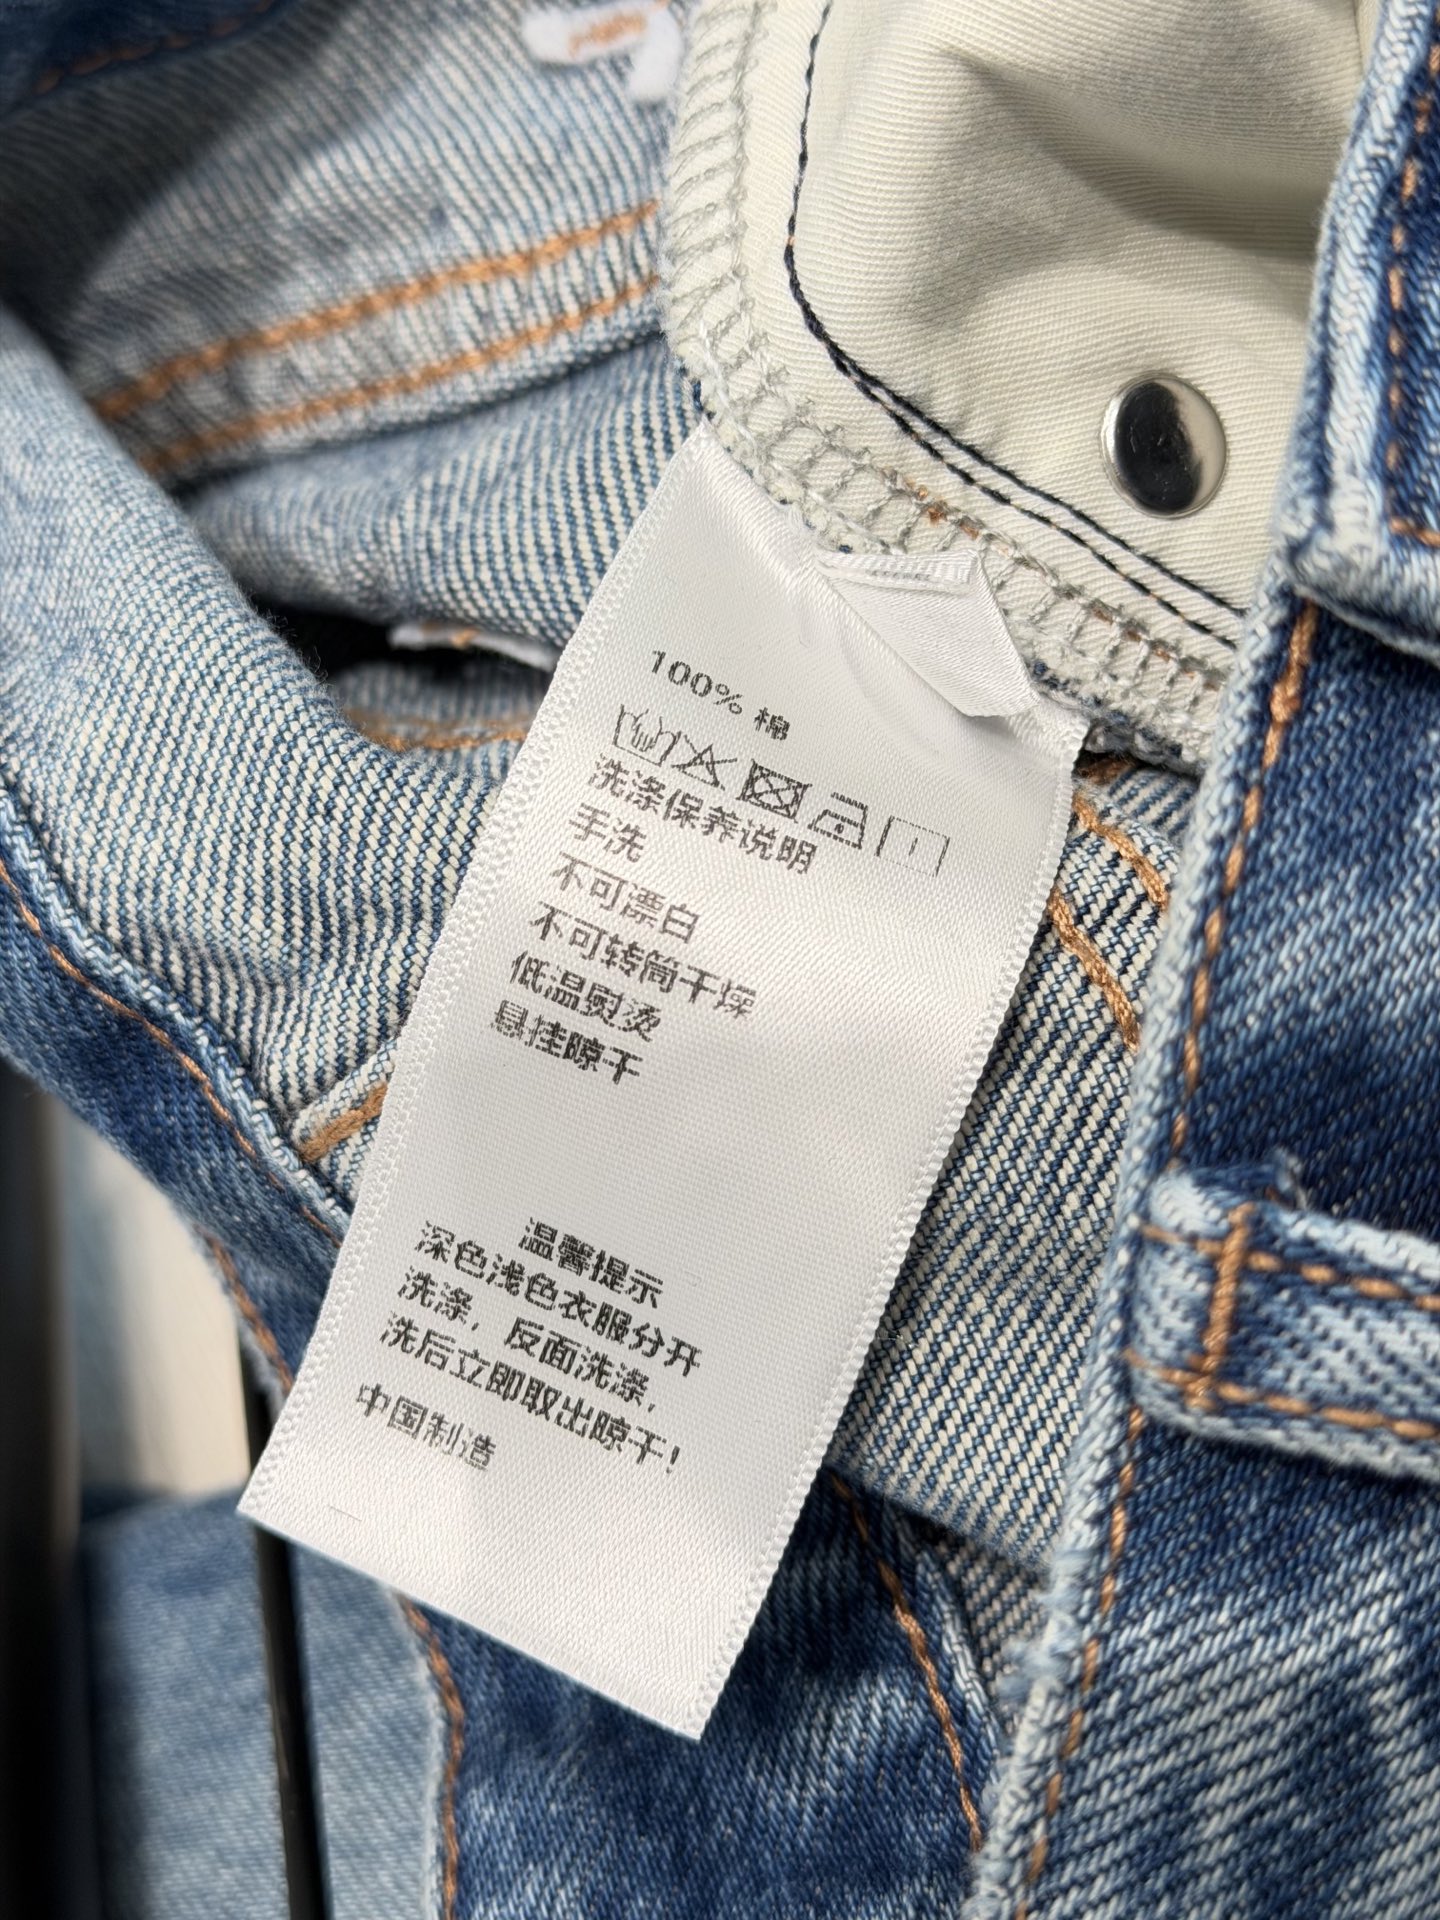 100% 棉
洗涤保养说明
手洗
不可漂白
不可转筒干燥
低温熨烫
悬挂晾干
温馨提示
深色浅色衣服分开
洗涤，反面洗涤，
洗后立即取出晾干！
中国制造